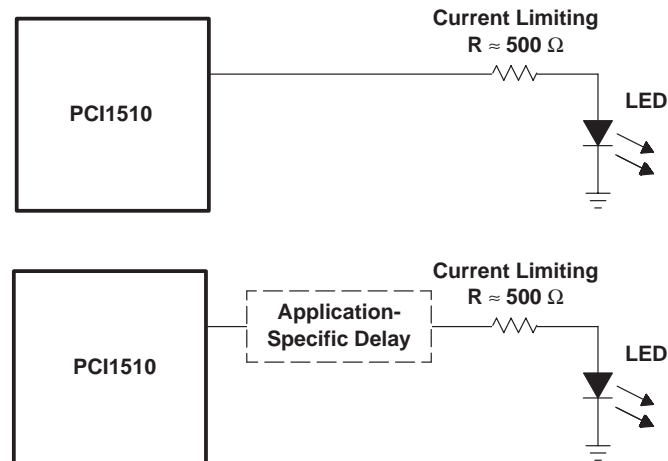 Current Limiting
R ≈ 500 Ω
LED
PCI1510
Current Limiting
R ≈ 500 Ω
Application-
Specific Delay
LED
PCI1510